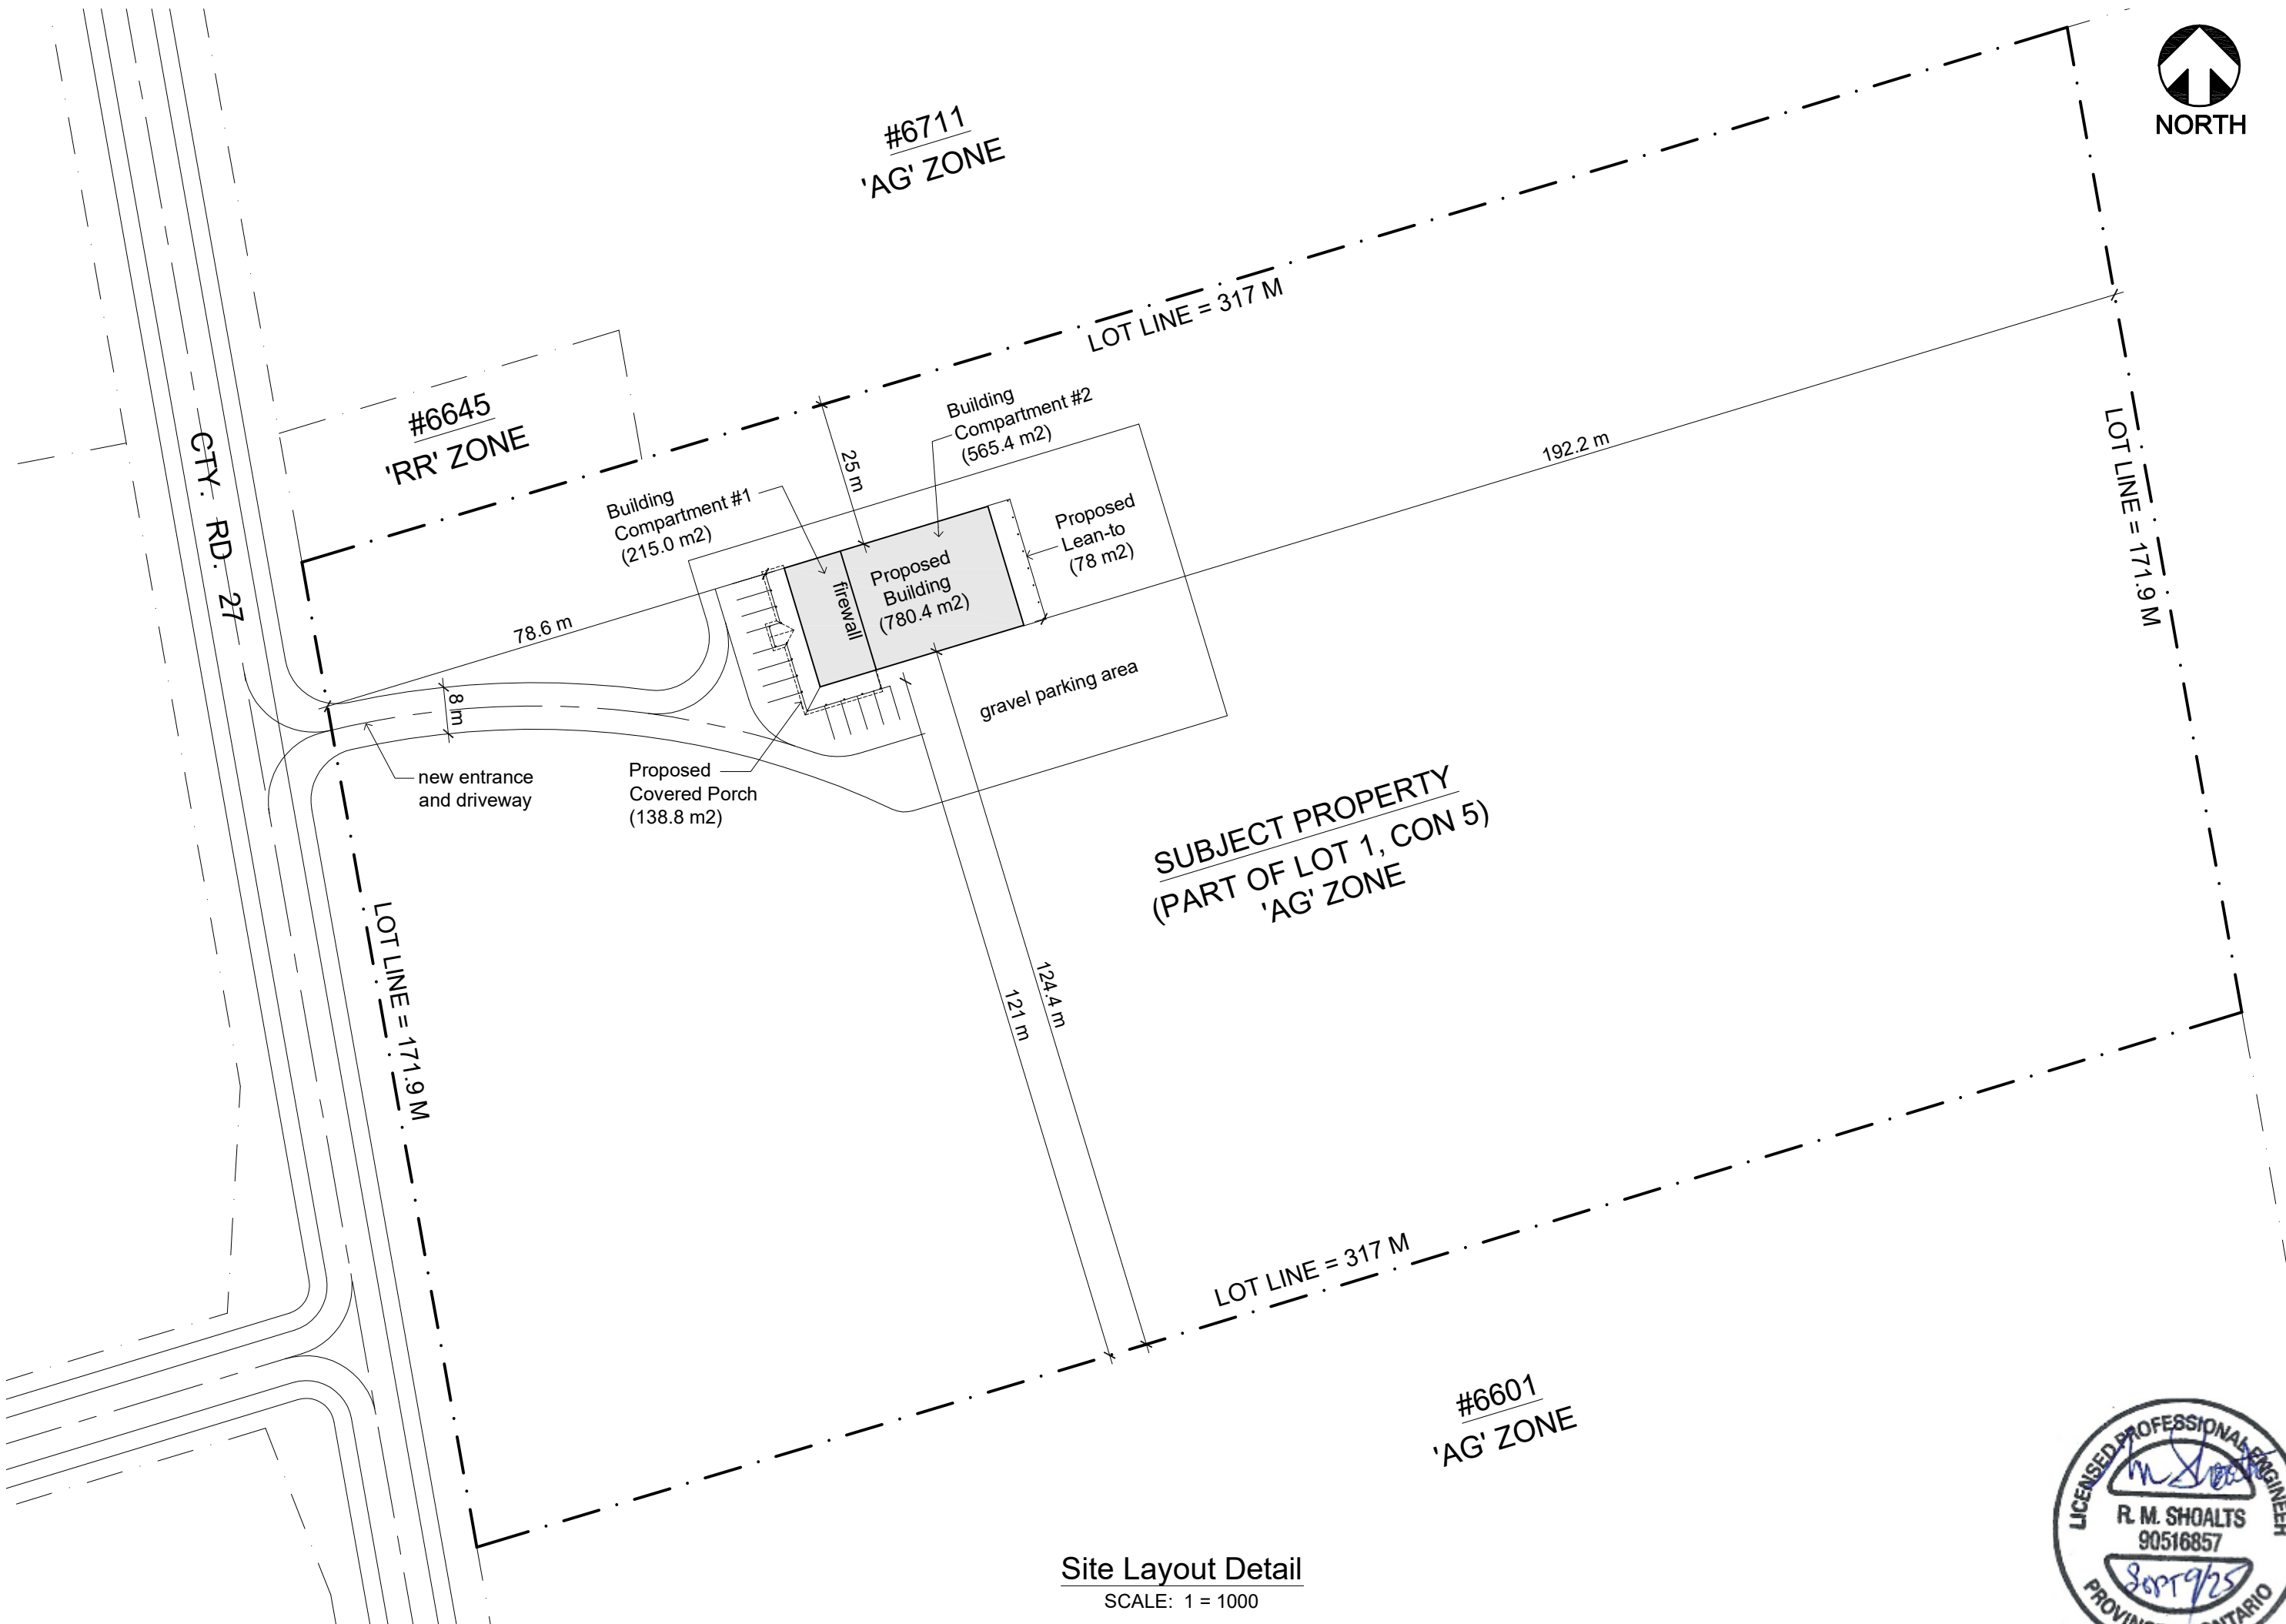 NORTH
#6711
'AG' ZONE
LOT LINE = 317 M
#6645
'RR' ZONE
CTY. RD. 27
Building
Compartment #2
(565.4 m2)
25 m
192.2 m
LOT LINE = 171.9 M
Building
Compartment #1
(215.0 m2)
Proposed
Lean-to
(78 m2)
firewall
Proposed
Building
(780.4 m2)
78.6 m
8 m
gravel parking area
new entrance
and driveway
Proposed
Covered Porch
(138.8 m2)
SUBJECT PROPERTY
(PART OF LOT 1, CON 5)
'AG' ZONE
LOT LINE = 171.9 M
121 m
124.4 m
LOT LINE = 317 M
#6601
'AG' ZONE
LICENSED PROFESSIONAL ENGINEER
R. M. SHOALTS
90516857
Sept 9/25
Site Layout Detail
SCALE: 1 = 1000